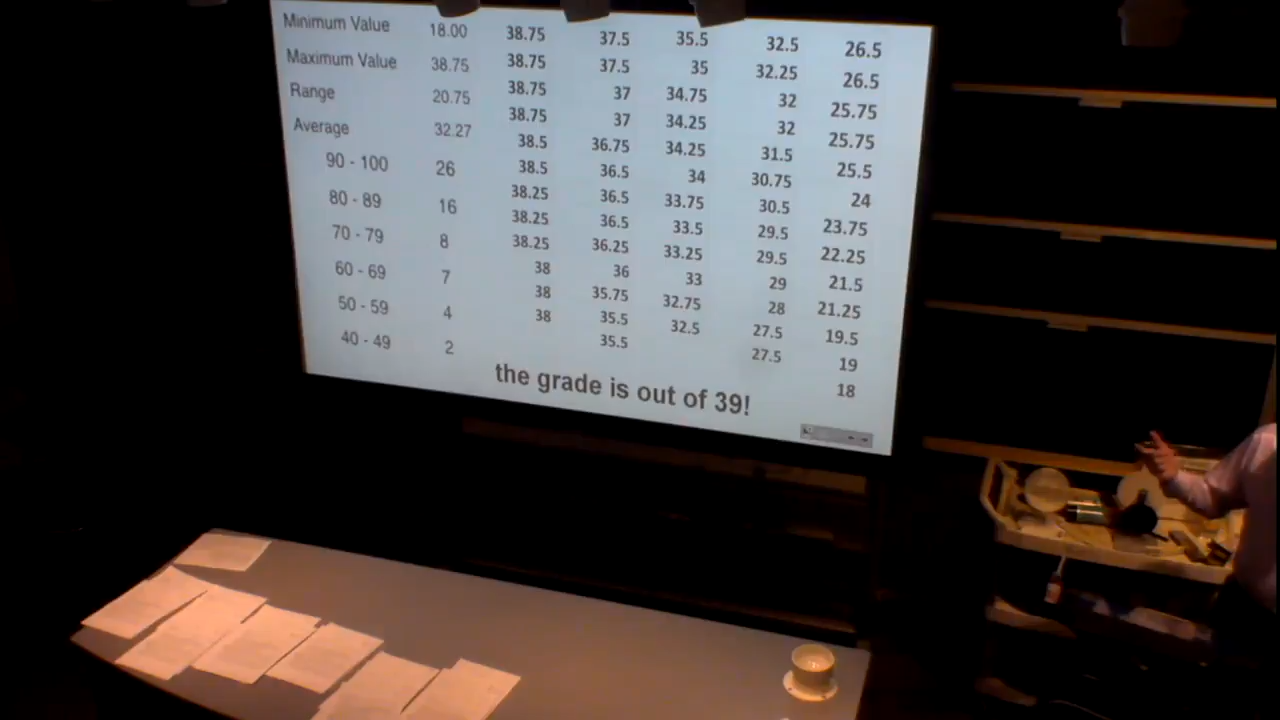 Minimum Value 18.00
Maximum Value 38.75
Range 20.75
Average 32.27
90 - 100 26
80 - 89 16
70 - 79 8
60 - 69 7
50 - 59 4
40 - 49 2
38.75 37.5 35.5 32.5 26.5
38.75 37.5 35 32.25 26.5
38.75 37 34.75 32 25.75
38.75 37 34.25 32 25.75
38.5 36.75 34.25 31.5 25.5
38.5 36.5 34 30.75 24
38.25 36.5 33.75 30.5 23.75
38.25 36.5 33.5 29.5 22.25
38.25 36.25 33.25 29.5 21.5
38 36 33 29 21.25
38 35.75 32.75 28 19.5
38 35.5 32.5 27.5 19
35.5 27.5 18
the grade is out of 39!